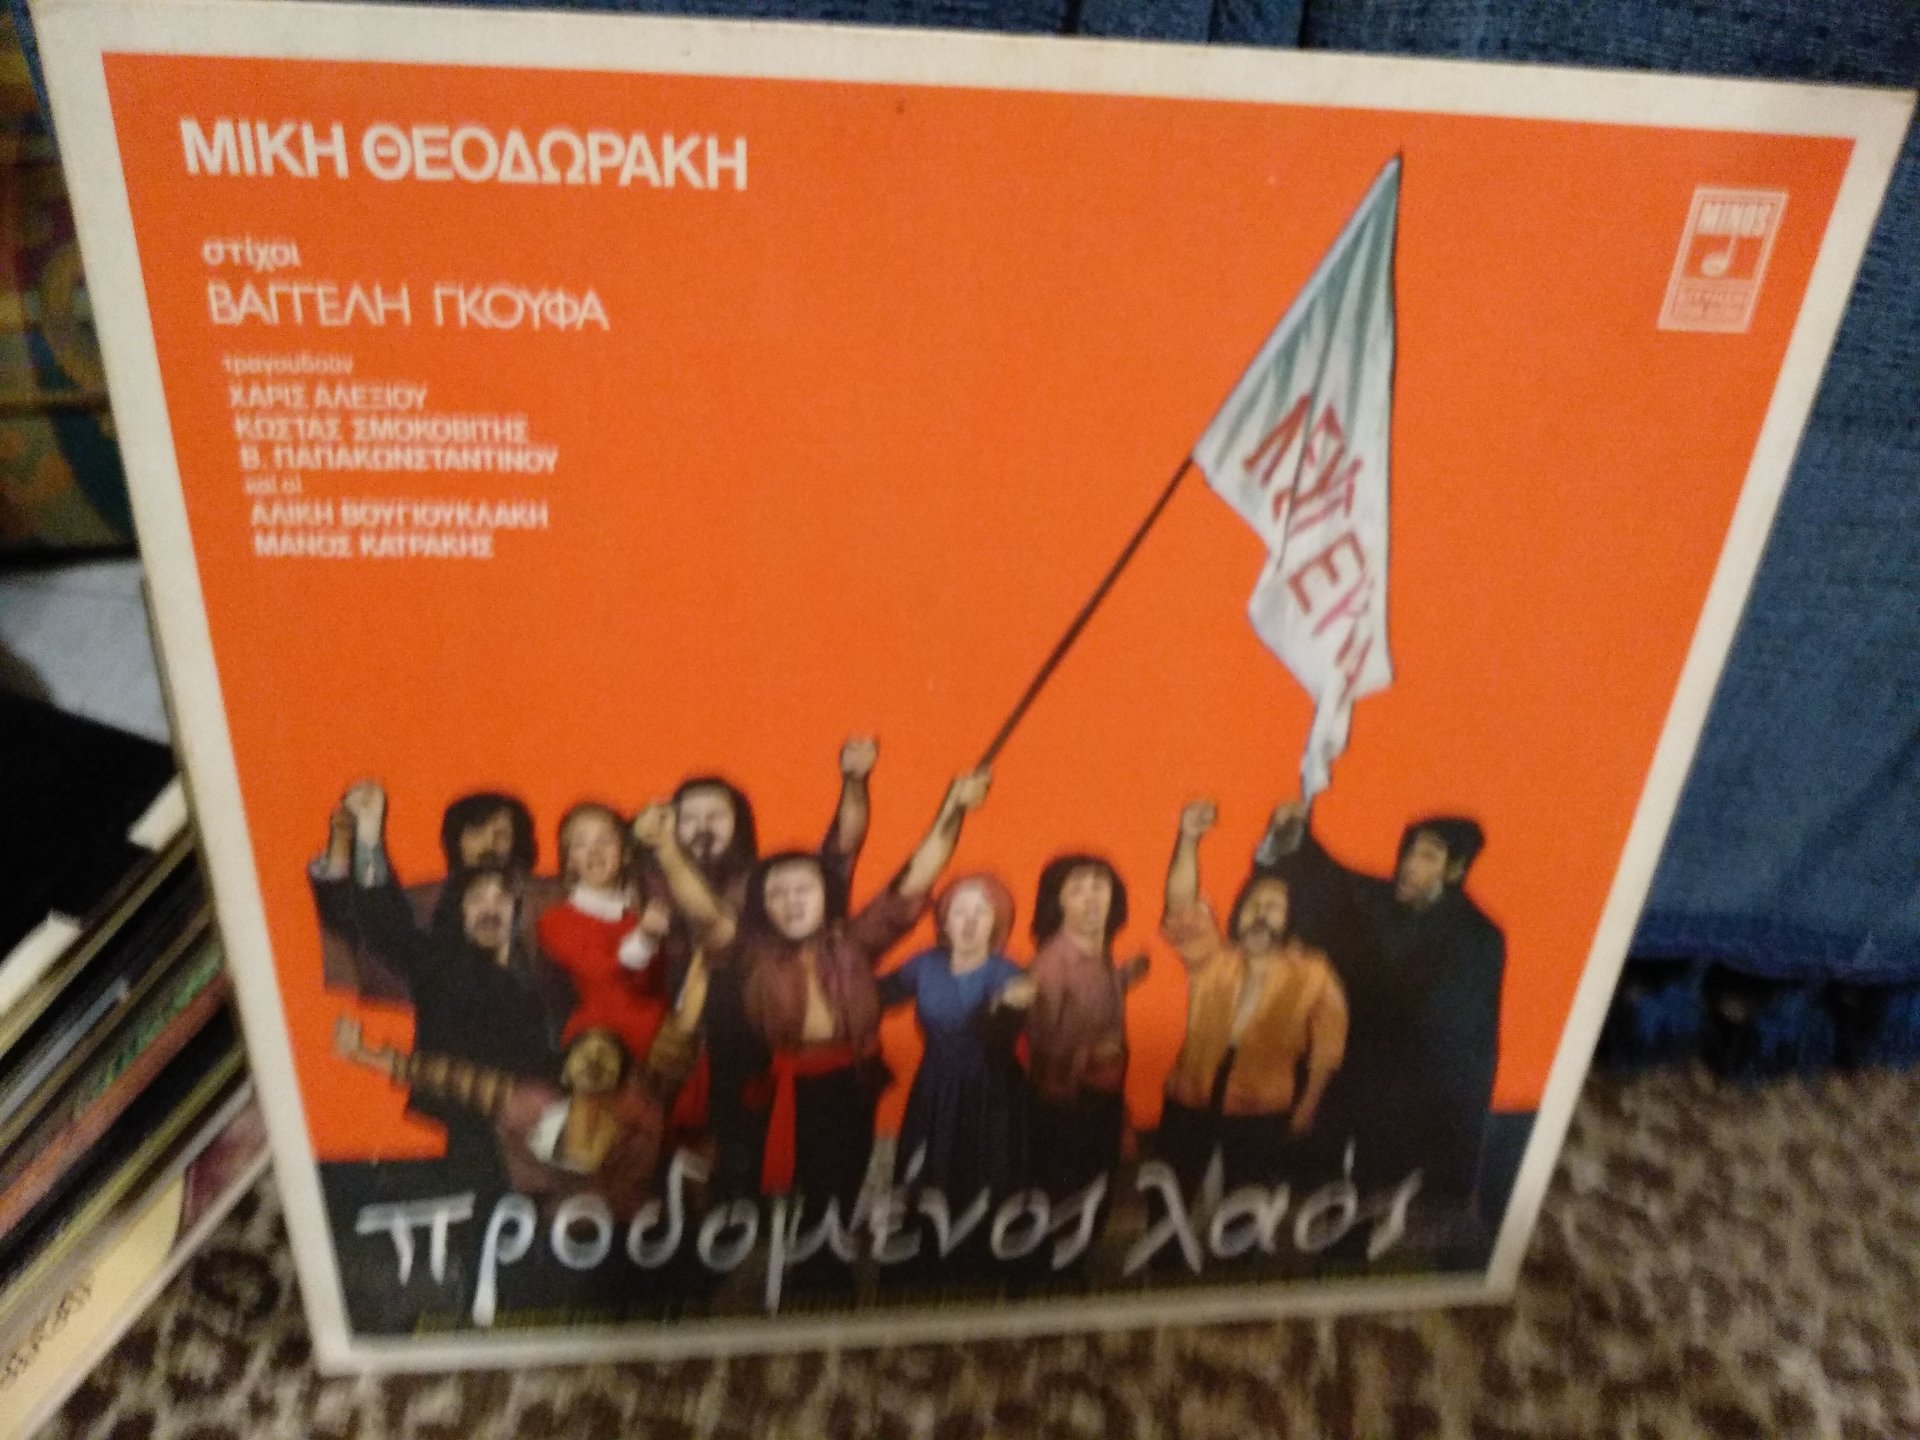 ΜΙΚΗ ΘΕΟΔΩΡΑΚΗ
στίχοι
ΒΑΓΓΕΛΗ ΓΚΟΥΦΑ
τραγουδούν
ΧΑΡΙΣ ΑΛΕΞΙΟΥ
ΚΩΣΤΑΣ ΣΜΟΚΟΒΙΤΗΣ
Β. ΠΑΠΑΚΩΝΣΤΑΝΤΙΝΟΥ
και οι
ΑΛΙΚΗ ΒΟΥΓΙΟΥΚΛΑΚΗ
ΜΑΝΟΣ ΚΑΤΡΑΚΗΣ
MINOS
προδομένος λαός